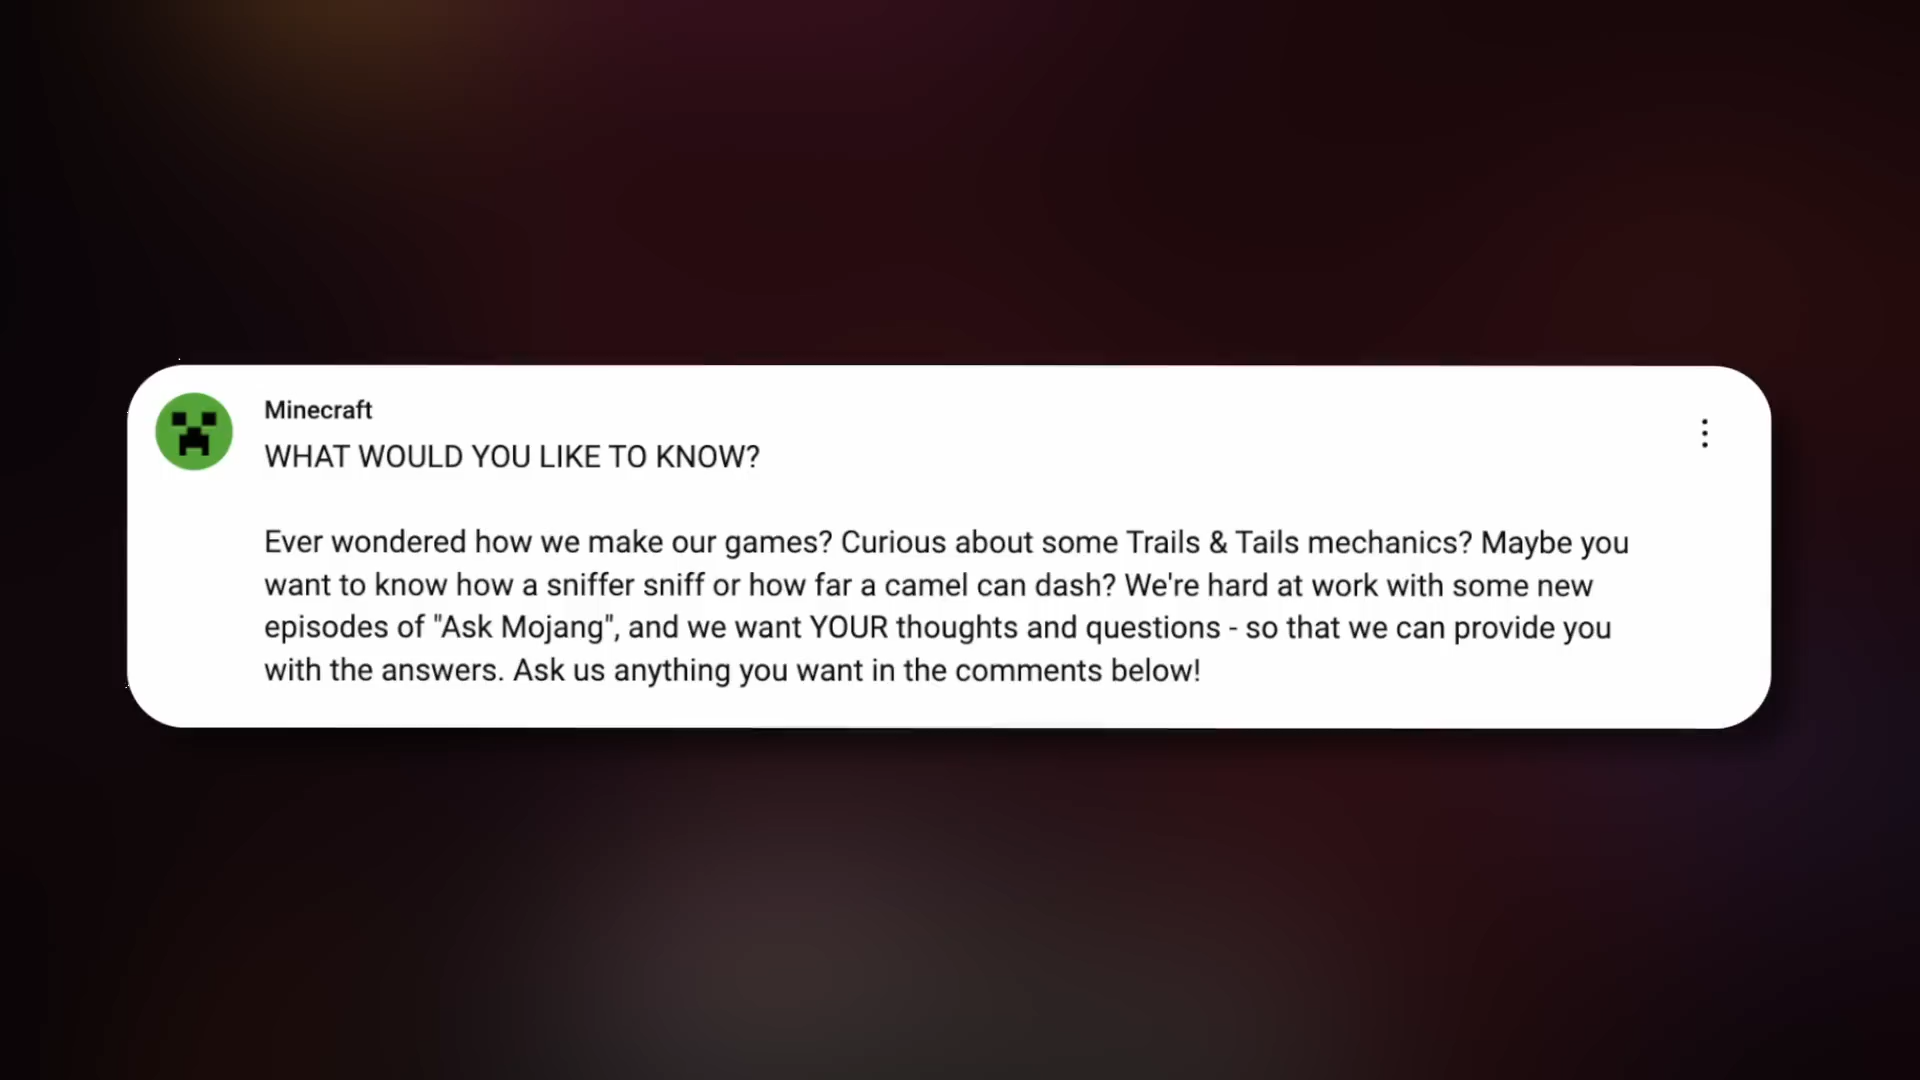 Minecraft
WHAT WOULD YOU LIKE TO KNOW?
Ever wondered how we make our games? Curious about some Trails & Tails mechanics? Maybe you
want to know how a sniffer sniff or how far a camel can dash? We're hard at work with some new
episodes of "Ask Mojang", and we want YOUR thoughts and questions - so that we can provide you
with the answers. Ask us anything you want in the comments below!